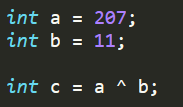 int a = 207;
int b = 11;
int c = a ^ b;